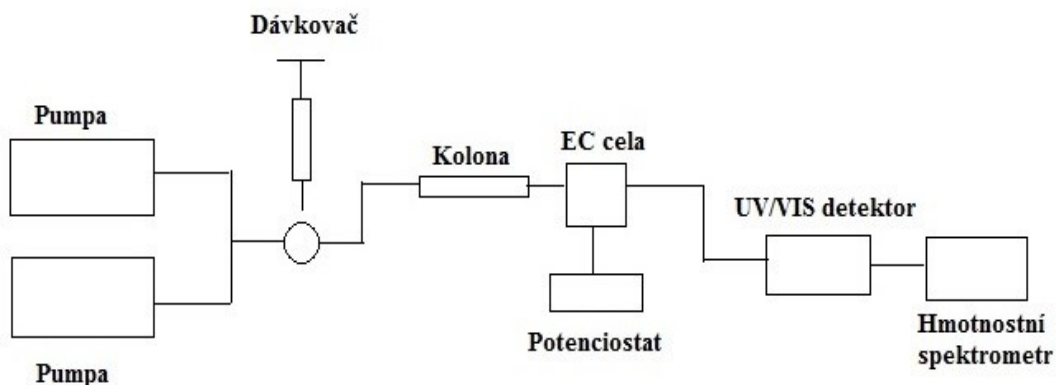 Dávkovač
Pumpa
Kolona
EC cela
UV/VIS detektor
Potenciostat
Hmotnostní
spektrometr
Pumpa